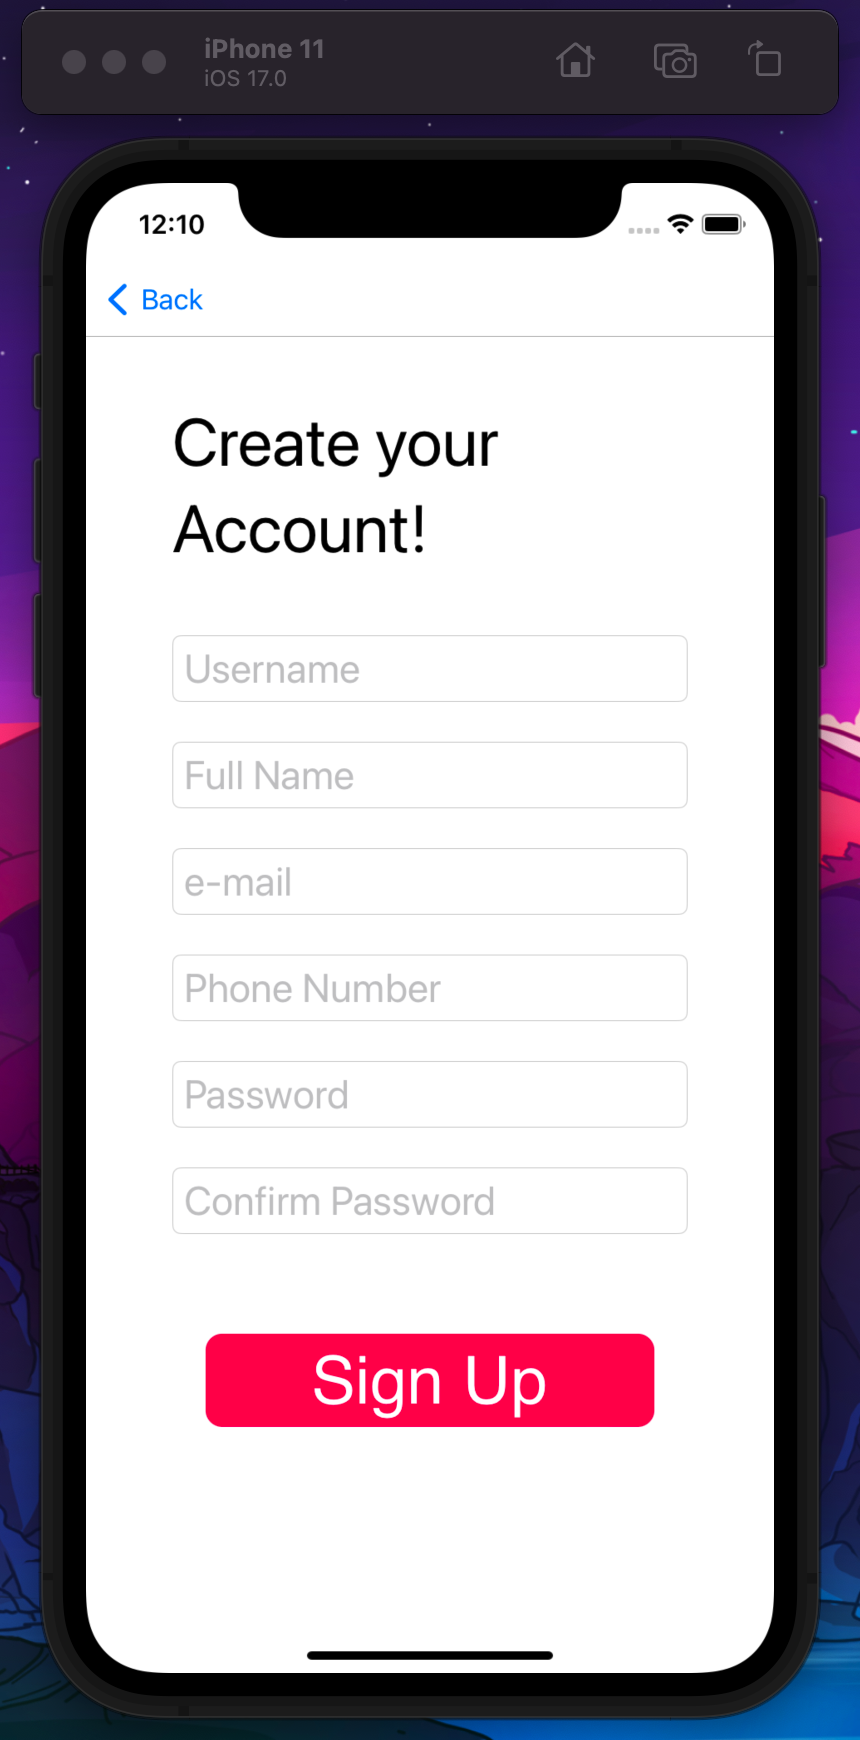 iPhone 11
iOS 17.0
12:10
Back
Create your
Account!
Username
Full Name
e-mail
Phone Number
Password
Confirm Password
Sign Up